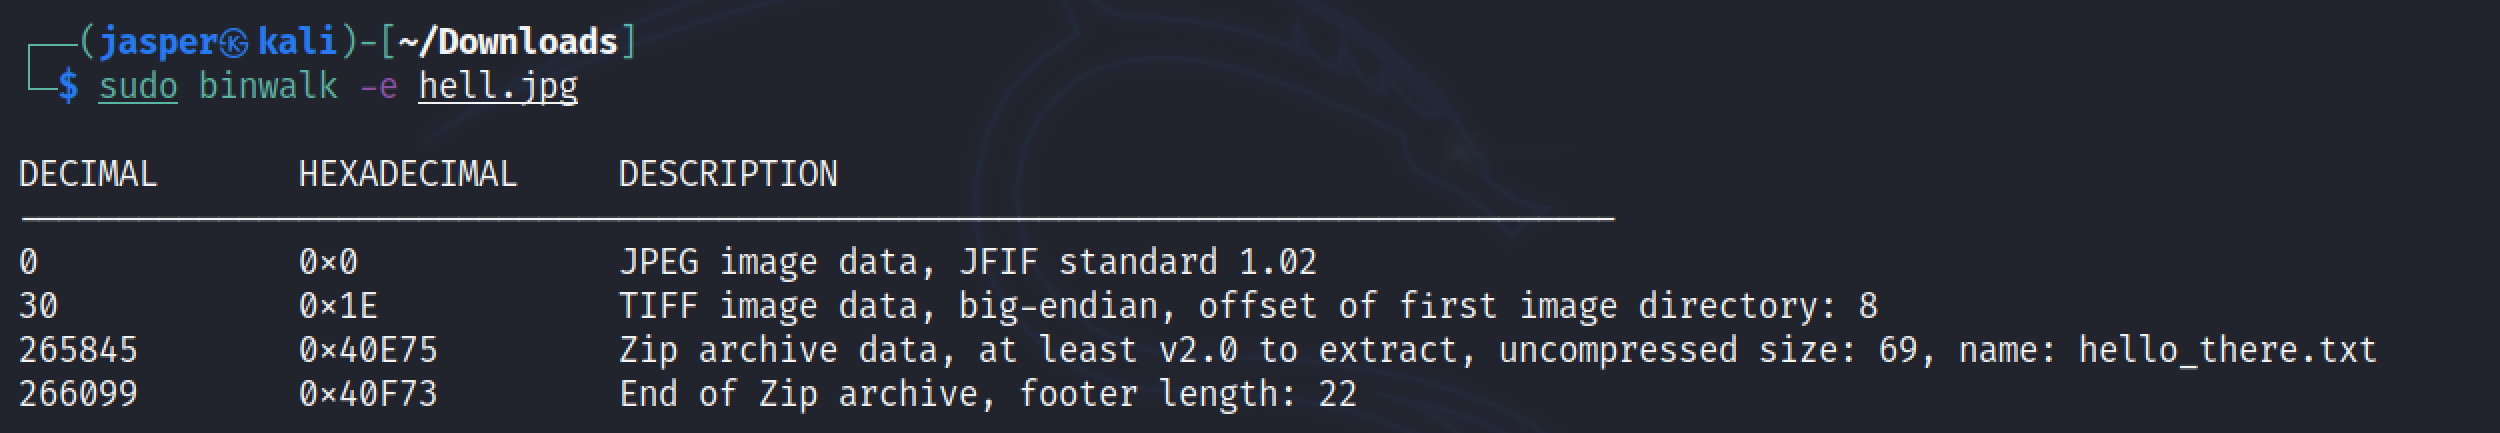 (jasper㉿kali)-[~/Downloads]
$ sudo binwalk -e hell.jpg
DECIMAL HEXADECIMAL DESCRIPTION
0 0×0 JPEG image data, JFIF standard 1.02
30 0×1E TIFF image data, big-endian, offset of first image directory: 8
265845 0×40E75 Zip archive data, at least v2.0 to extract, uncompressed size: 69, name: hello_there.txt
266099 0×40F73 End of Zip archive, footer length: 22